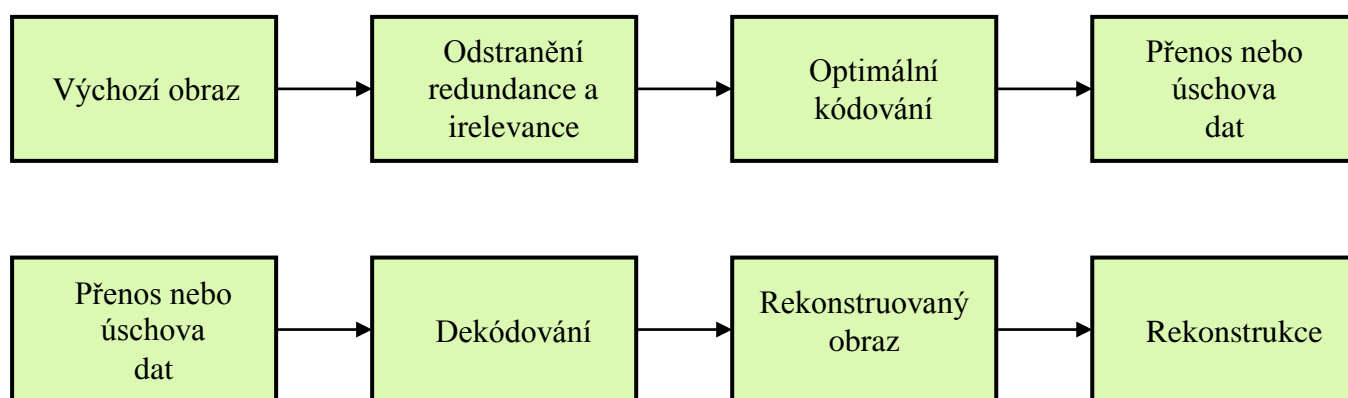 Výchozí obraz
Odstranění
redundance a
irelevance
Optimální
kódování
Přenos nebo
úschova
dat
Přenos nebo
úschova
dat
Dekódování
Rekonstruovaný
obraz
Rekonstrukce